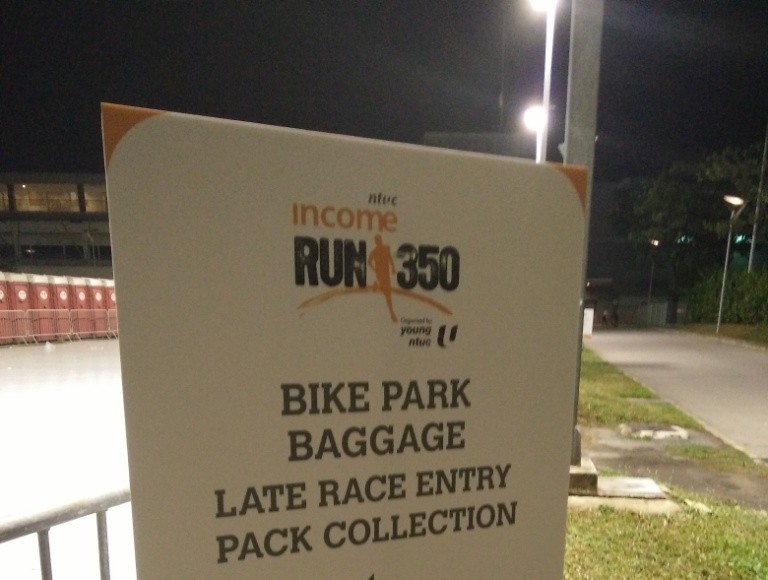 ntuc
income
RUN 350
Organised by
young
ntuc U
BIKE PARK
BAGGAGE
LATE RACE ENTRY
PACK COLLECTION